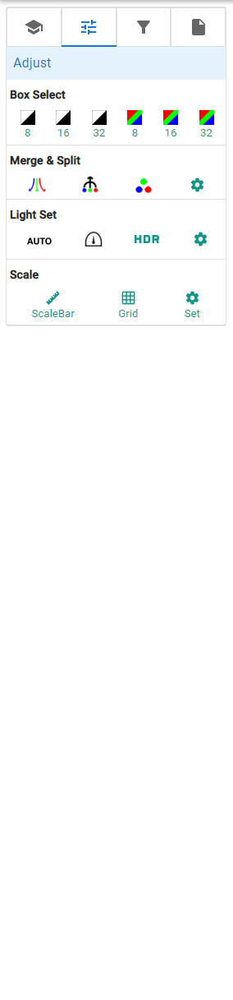 Adjust
Box Select
8 16 32 8 16 32
Merge & Split
Light Set
AUTO HDR
Scale
ScaleBar Grid Set